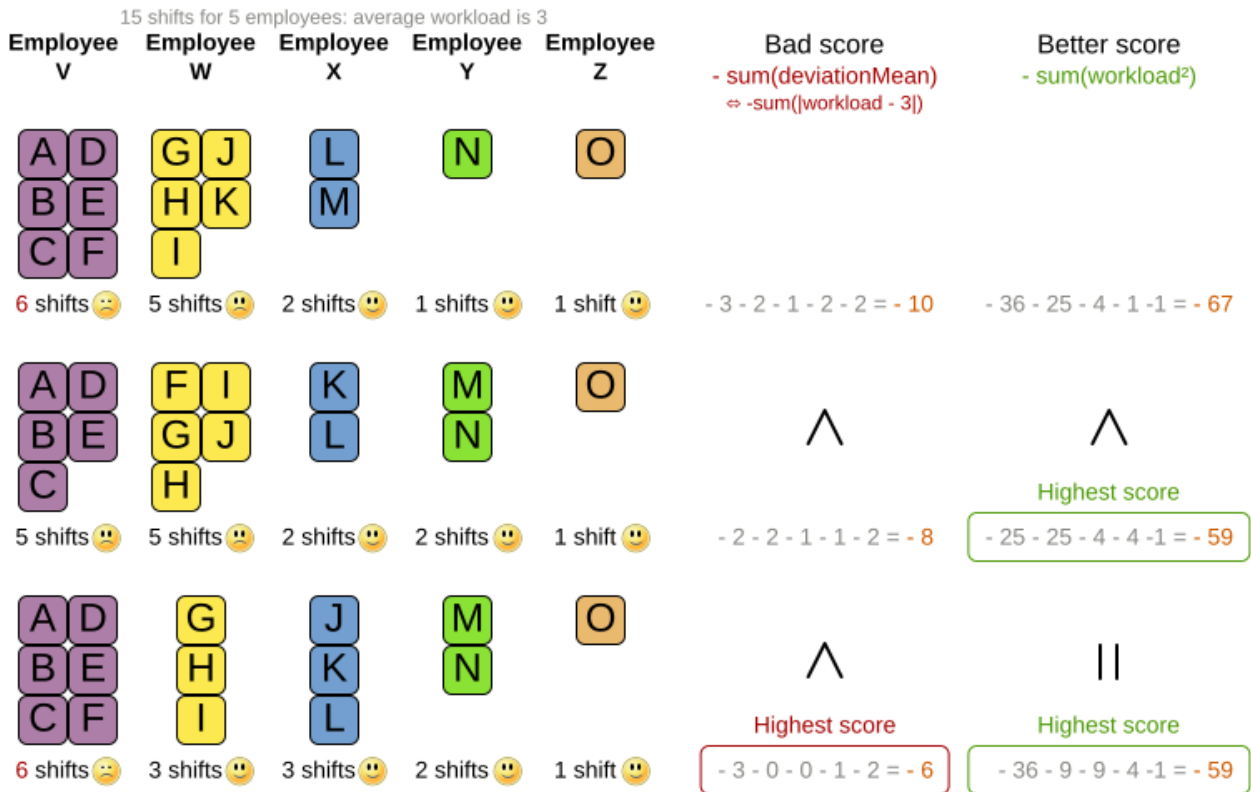 15 shifts for 5 employees: average workload is 3
Employee Employee Employee Employee Employee
V W X Y Z
Bad score
- sum(deviationMean)
⇔ -sum(|workload - 3|)
Better score
- sum(workload²)
A D G J L N O
B E H K M
C F I
6 shifts 5 shifts 2 shifts 1 shifts 1 shift
- 3 - 2 - 1 - 2 - 2 = - 10
- 36 - 25 - 4 - 1 -1 = - 67
A D F I K M O
B E G J L N
C H
Λ Λ
Highest score
5 shifts 5 shifts 2 shifts 2 shifts 1 shift
- 2 - 2 - 1 - 1 - 2 = - 8
- 25 - 25 - 4 - 4 -1 = - 59
A D G J M O
B E H K N
C F I L
Λ ||
Highest score Highest score
6 shifts 3 shifts 3 shifts 2 shifts 1 shift
- 3 - 0 - 0 - 1 - 2 = - 6
- 36 - 9 - 9 - 4 -1 = - 59